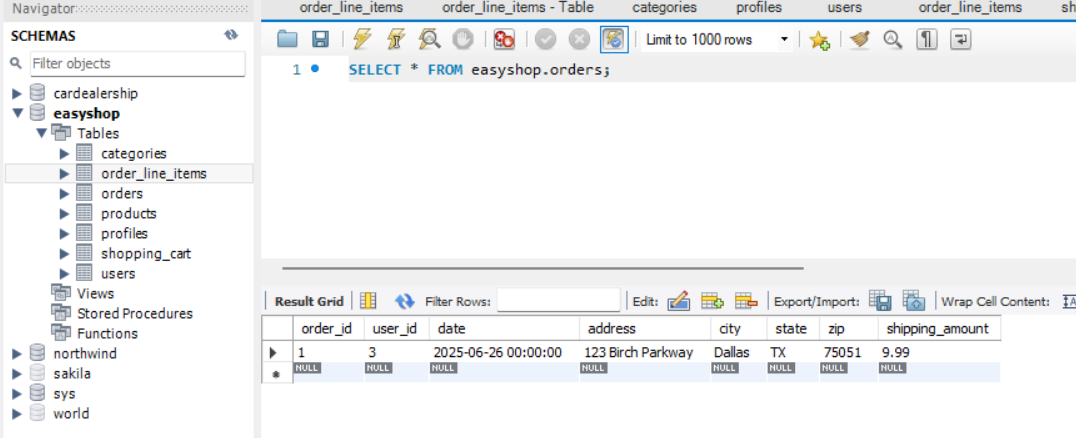 Navigator
SCHEMAS
Filter objects
cardealership
easyshop
Tables
categories
order_line_items
orders
products
profiles
shopping_cart
users
Views
Stored Procedures
Functions
northwind
sakila
sys
world
order_line_items order_line_items - Table categories profiles users order_line_items sh
Limit to 1000 rows
1 SELECT * FROM easyshop.orders;
Result Grid Filter Rows: Edit: Export/Import: Wrap Cell Content: IA
order_id user_id date address city state zip shipping_amount
1 3 2025-06-26 00:00:00 123 Birch Parkway Dallas TX 75051 9.99
NULL NULL NULL NULL NULL NULL NULL NULL